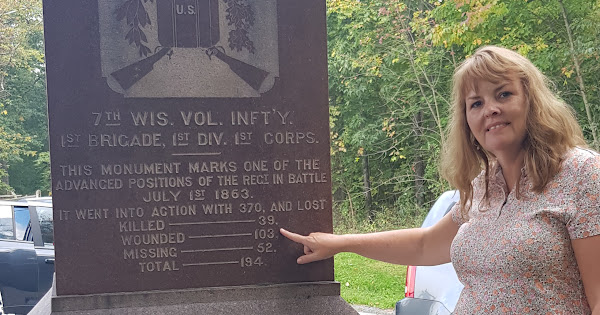 U.S.
7TH WIS. VOL. INFT'Y.
1ST BRIGADE, 1ST DIV. 1ST CORPS.
THIS MONUMENT MARKS ONE OF THE
ADVANCED POSITIONS OF THE REGT IN BATTLE
JULY 1ST 1863.
IT WENT INTO ACTION WITH 370, AND LOST
KILLED 39.
WOUNDED 103.
MISSING 52.
TOTAL 194.